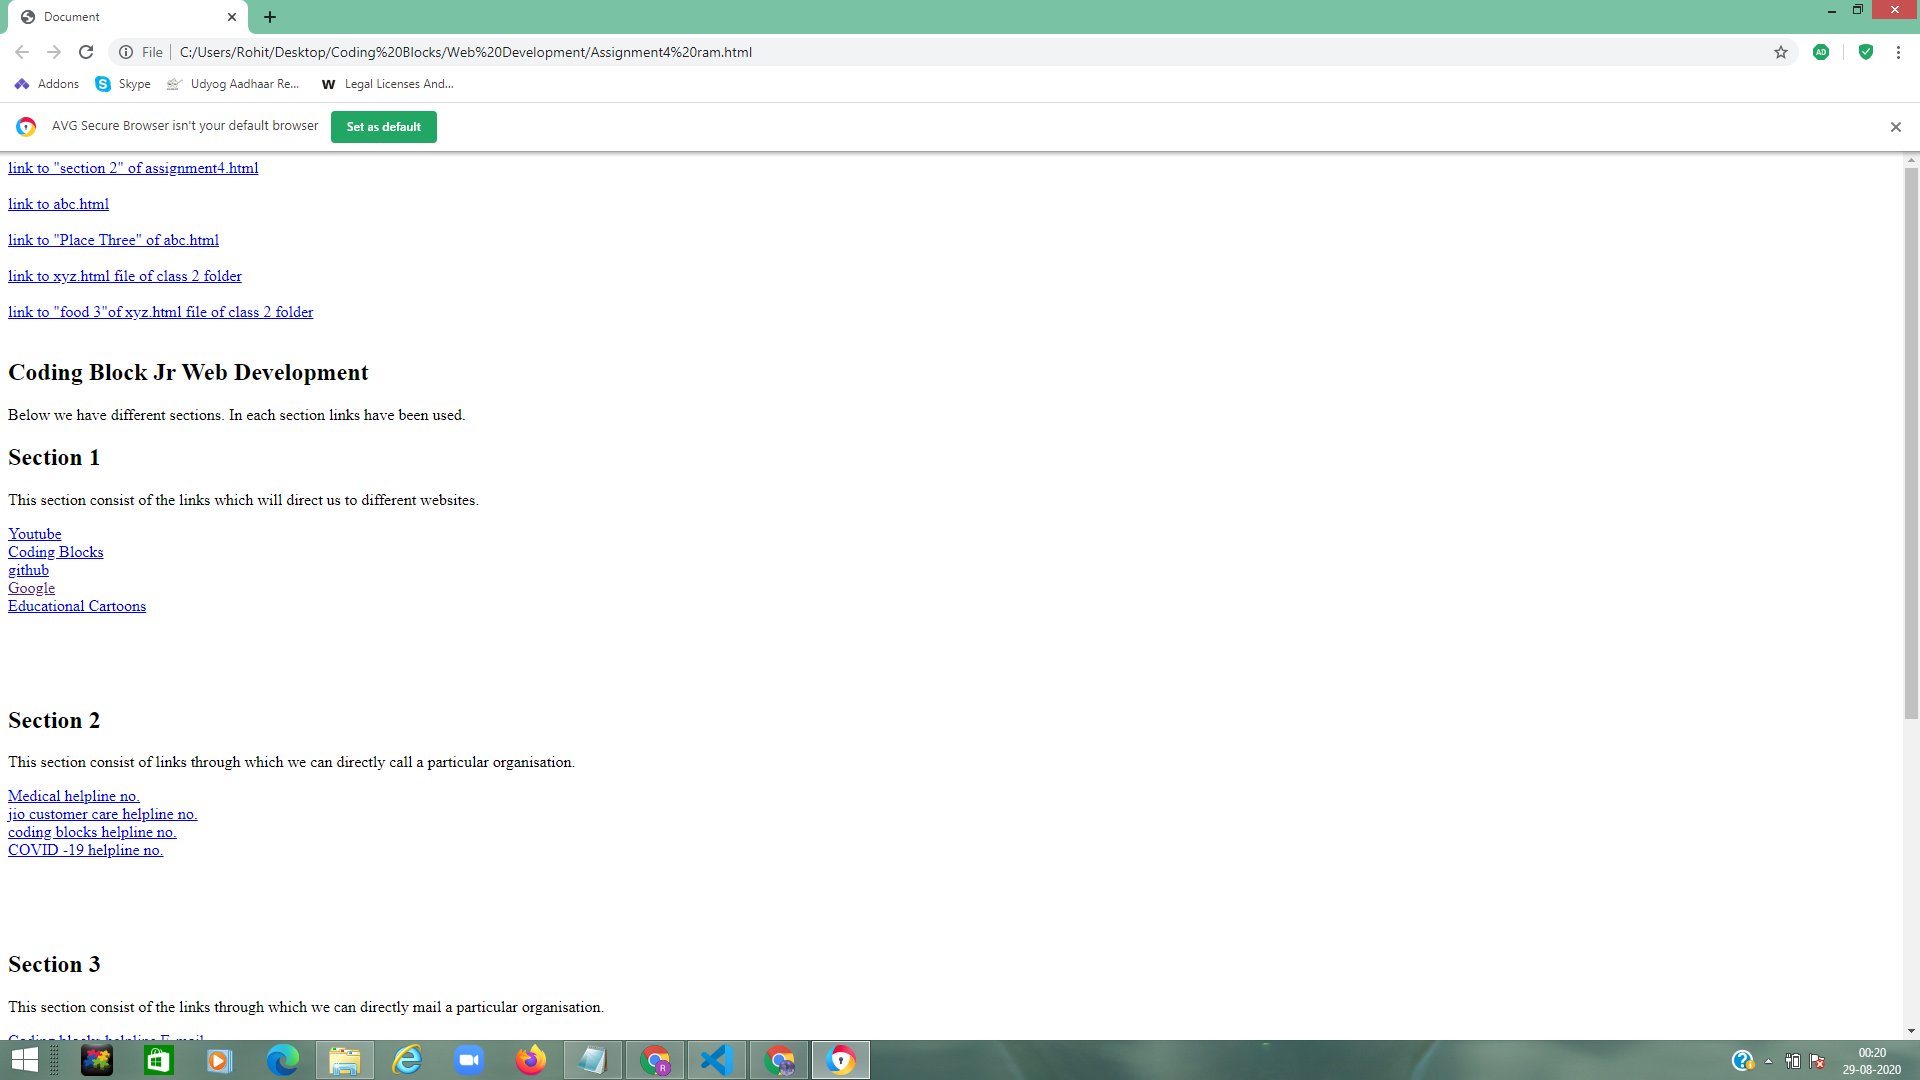 Document
File
C:/Users/Rohit/Desktop/Coding%20Blocks/Web%20Development/Assignment4%20ram.html
AD
Addons
Skype
Udyog Aadhaar Re...
W Legal Licenses And...
AVG Secure Browser isn't your default browser
Set as default
link to "section 2" of assignment4.html
link to abc.html
link to "Place Three" of abc.html
link to xyz.html file of class 2 folder
link to "food 3"of xyz.html file of class 2 folder
Coding Block Jr Web Development
Below we have different sections. In each section links have been used.
Section 1
This section consist of the links which will direct us to different websites.
Youtube
Coding Blocks
github
Google
Educational Cartoons
Section 2
This section consist of links through which we can directly call a particular organisation.
Medical helpline no.
jio customer care helpline no.
coding blocks helpline no.
COVID -19 helpline no.
Section 3
This section consist of the links through which we can directly mail a particular organisation.
Coding blocks helpline E-mail
R
00:20
29-08-2020